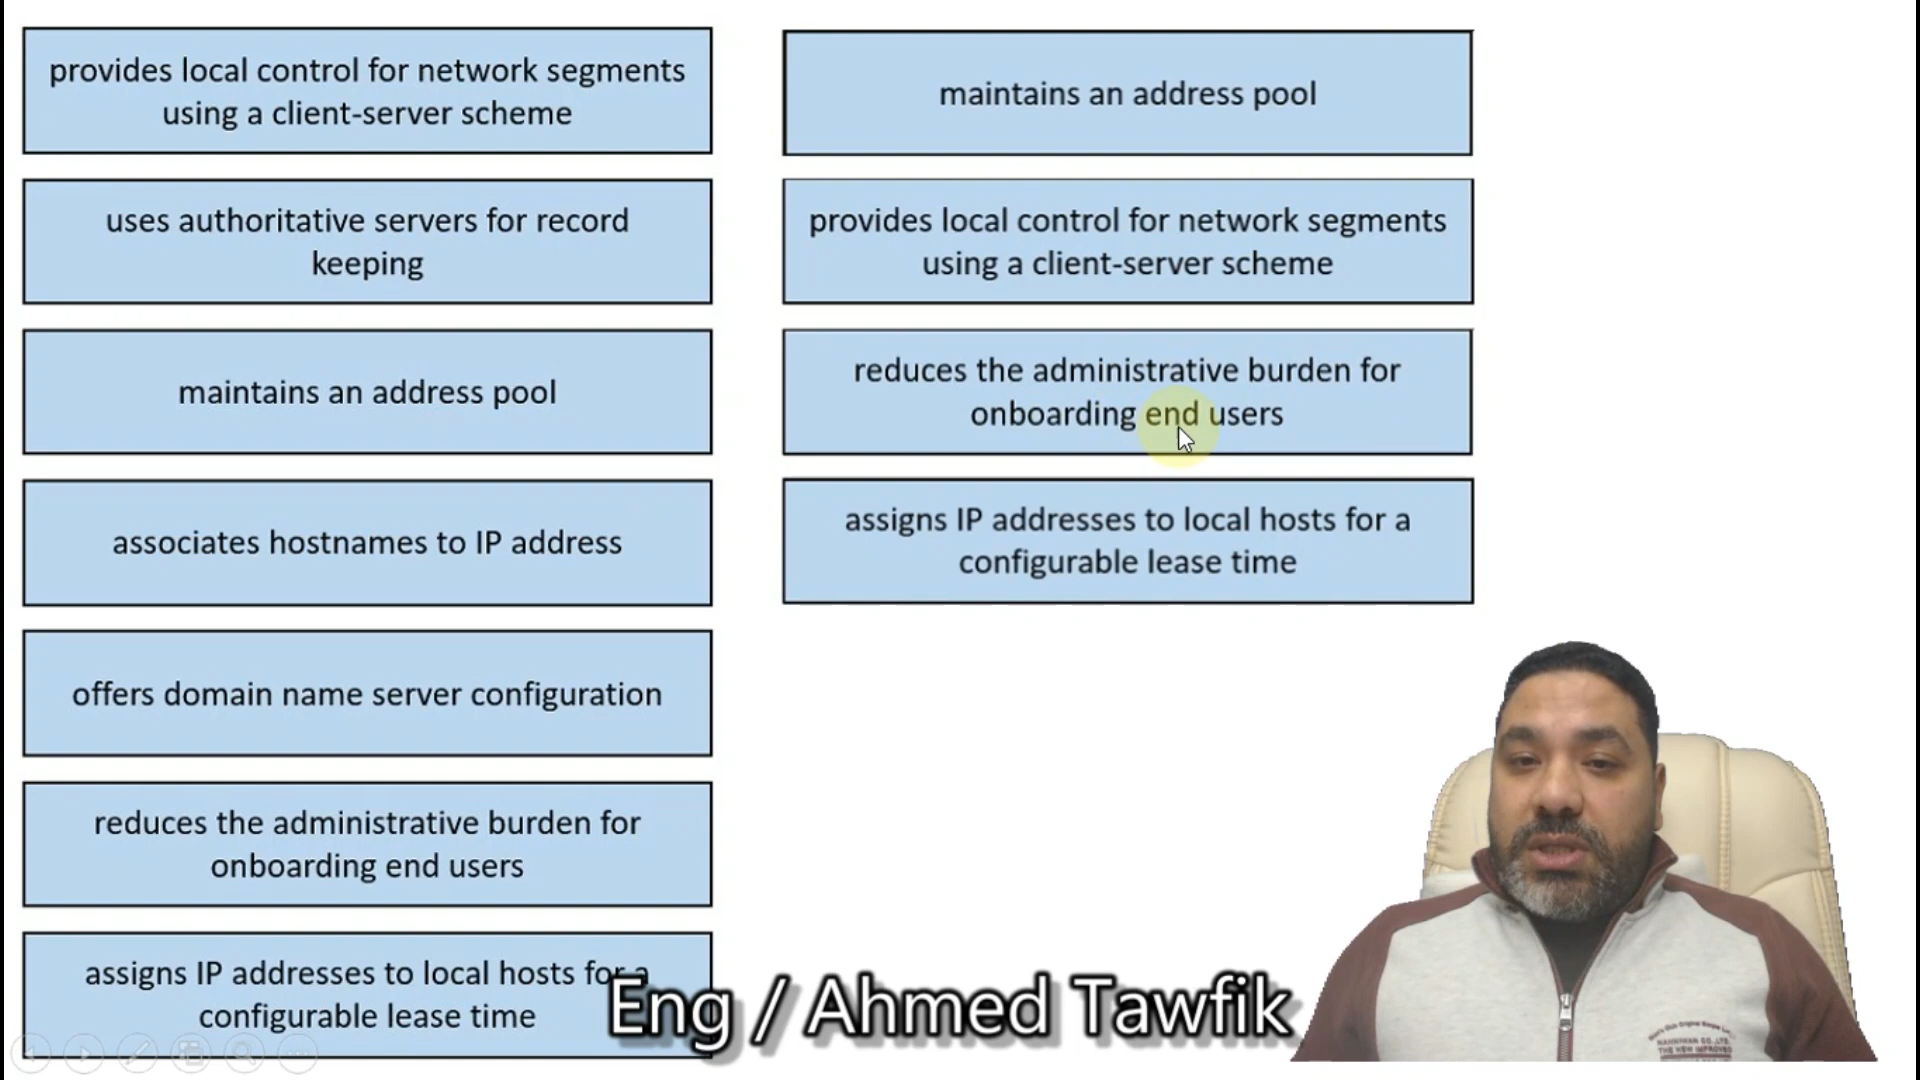 provides local control for network segments
using a client-server scheme
uses authoritative servers for record
keeping
maintains an address pool
associates hostnames to IP address
offers domain name server configuration
reduces the administrative burden for
onboarding end users
assigns IP addresses to local hosts for a
configurable lease time
maintains an address pool
provides local control for network segments
using a client-server scheme
reduces the administrative burden for
onboarding end users
assigns IP addresses to local hosts for a
configurable lease time
Eng / Ahmed Tawfik